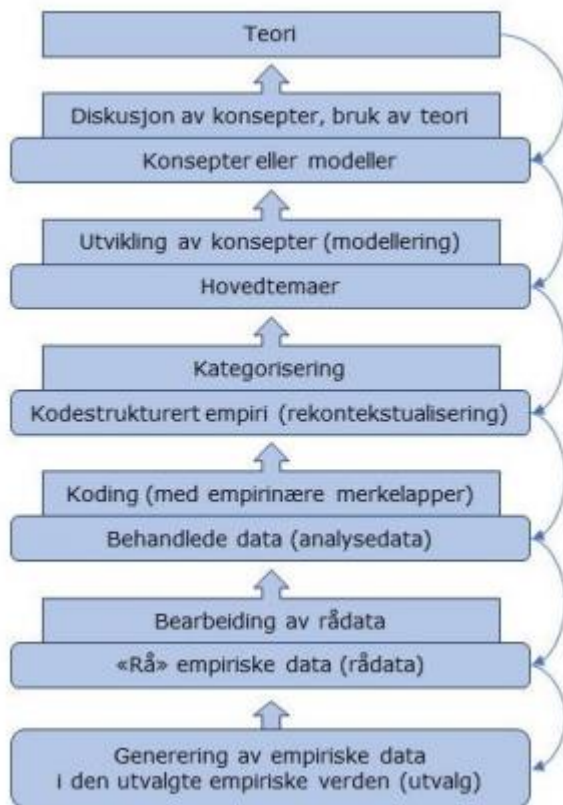 Teori
Diskusjon av konsepter, bruk av teori
Konsepter eller modeller
Utvikling av konsepter (modellering)
Hovedtemaer
Kategorisering
Kodestrukturert empiri (rekontekstualisering)
Koding (med empirinære merkelapper)
Behandlede data (analysedata)
Bearbeiding av rådata
«Rå» empiriske data (rådata)
Generering av empiriske data
i den utvalgte empiriske verden (utvalg)